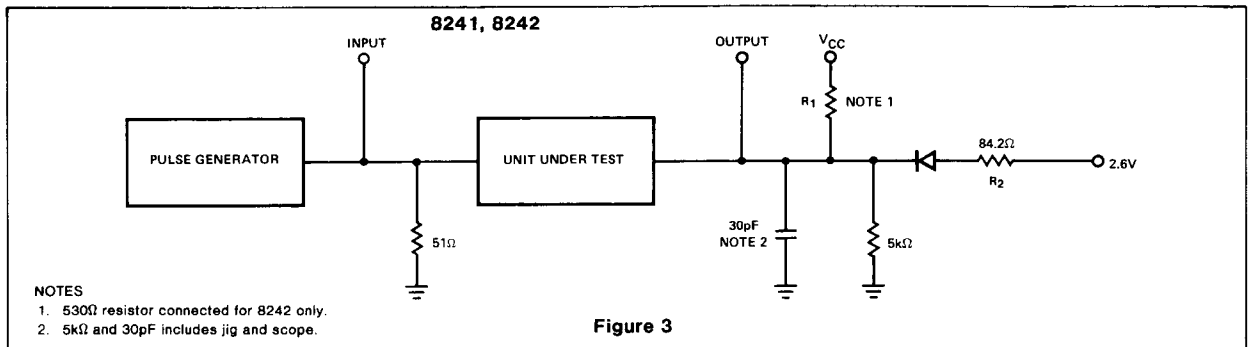 8241, 8242
INPUT
OUTPUT
VCC
R1
NOTE 1
PULSE GENERATOR
UNIT UNDER TEST
84.2Ω
R2
2.6V
51Ω
30pF
NOTE 2
5kΩ
NOTES
1. 530Ω resistor connected for 8242 only.
2. 5kΩ and 30pF includes jig and scope.
Figure 3